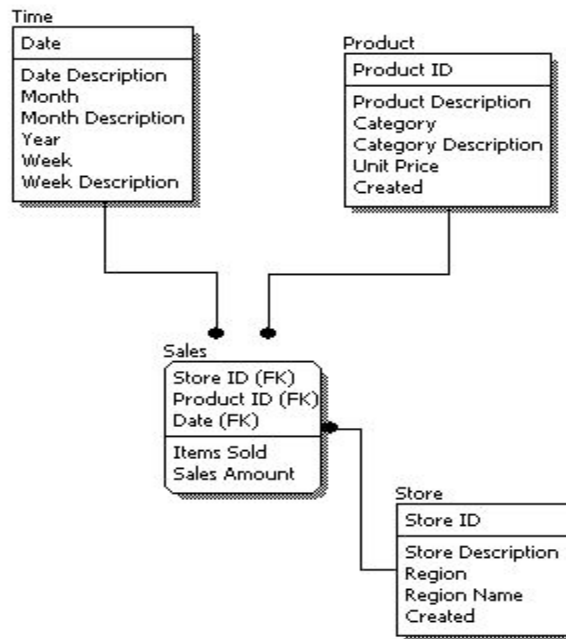 Time
Date
Date Description
Month
Month Description
Year
Week
Week Description
Product
Product ID
Product Description
Category
Category Description
Unit Price
Created
Sales
Store ID (FK)
Product ID (FK)
Date (FK)
Items Sold
Sales Amount
Store
Store ID
Store Description
Region
Region Name
Created